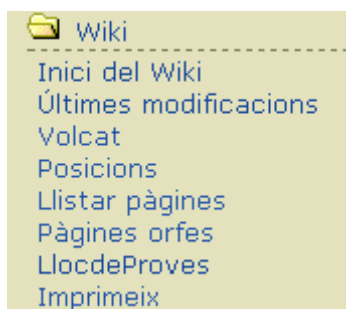 Wiki
Inici del Wiki
Últimes modificacions
Volcat
Posicions
Llistar pàgines
Pàgines orfes
LlocdeProves
Imprimeix